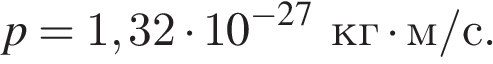 p = 1,32 · 10⁻²⁷ кг · м/с.